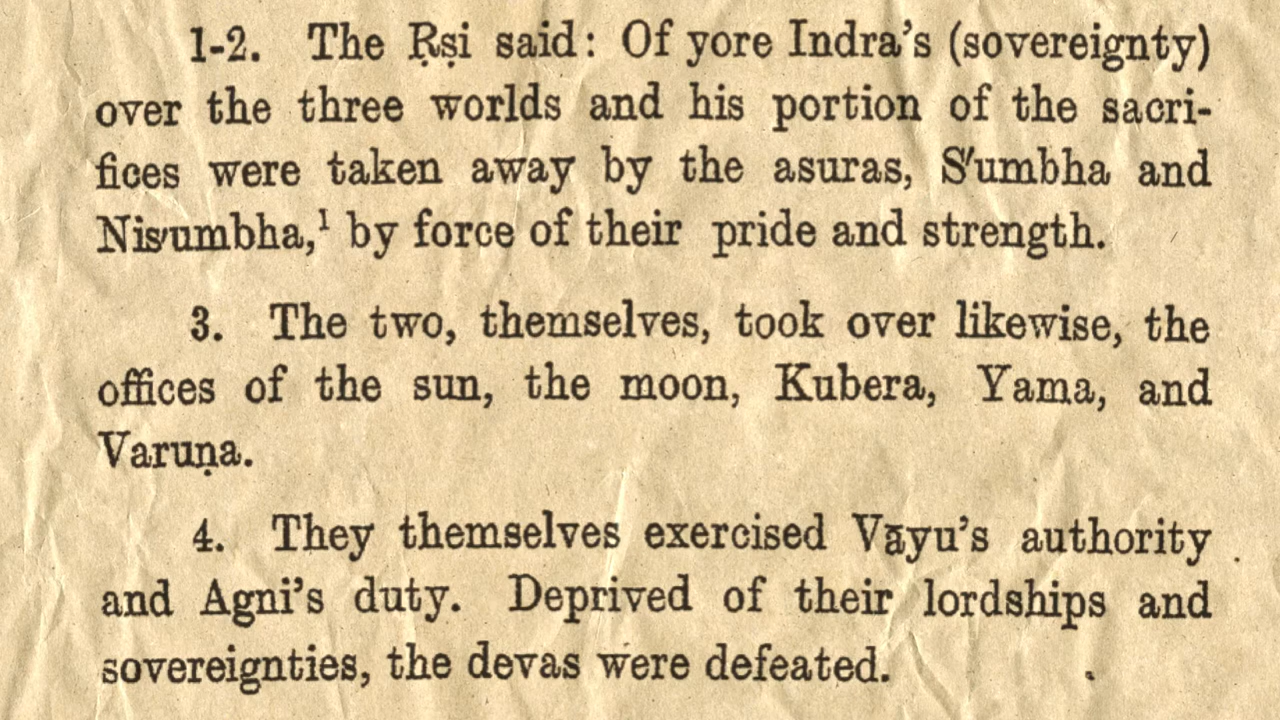 1-2. The Ṛṣi said: Of yore Indra's (sovereignty)
over the three worlds and his portion of the sacri-
fices were taken away by the asuras, S'umbha and
Nis'umbha,¹ by force of their pride and strength.
3. The two, themselves, took over likewise, the
offices of the sun, the moon, Kubera, Yama, and
Varuṇa.
4. They themselves exercised Vāyu's authority
and Agni's duty. Deprived of their lordships and
sovereignties, the devas were defeated.